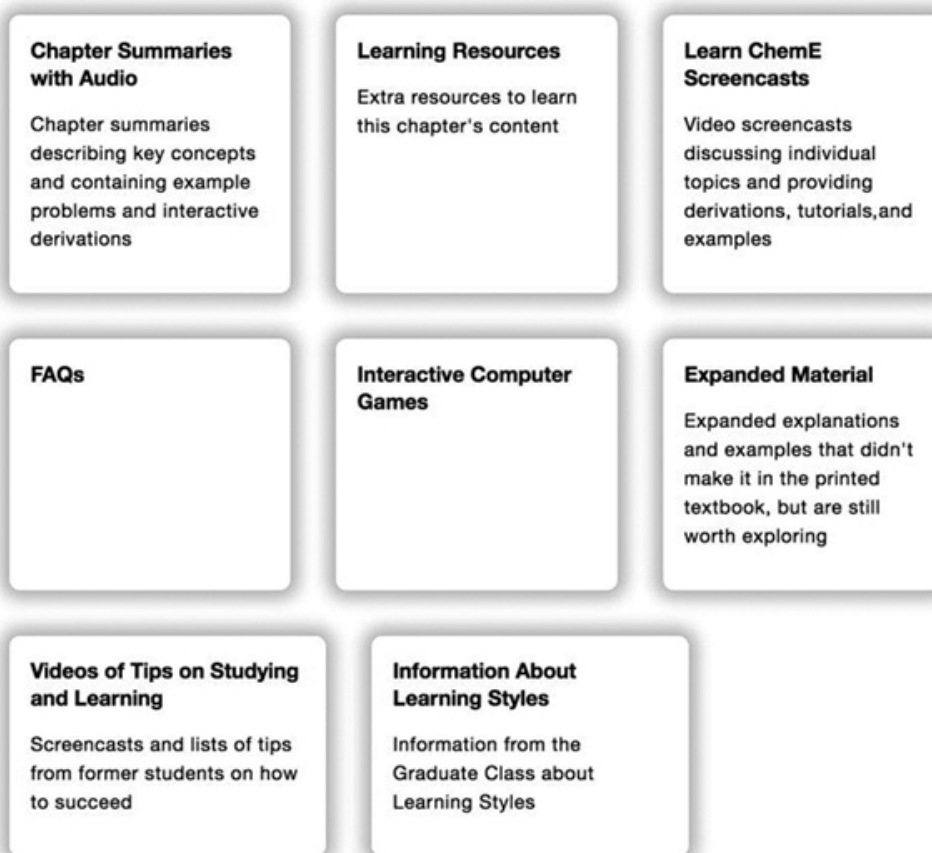 Chapter Summaries
with Audio
Chapter summaries
describing key concepts
and containing example
problems and interactive
derivations
Learning Resources
Extra resources to learn
this chapter's content
Learn ChemE
Screencasts
Video screencasts
discussing individual
topics and providing
derivations, tutorials,and
examples
FAQs
Interactive Computer
Games
Expanded Material
Expanded explanations
and examples that didn't
make it in the printed
textbook, but are still
worth exploring
Videos of Tips on Studying
and Learning
Screencasts and lists of tips
from former students on how
to succeed
Information About
Learning Styles
Information from the
Graduate Class about
Learning Styles